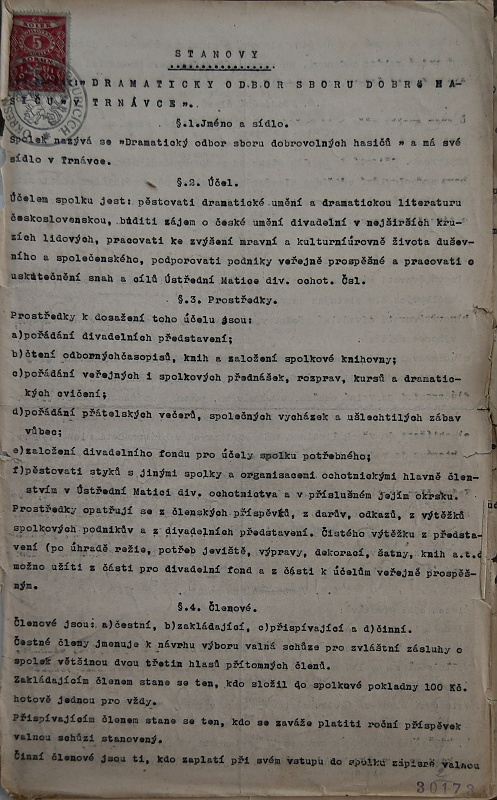 KOLEK
5
KORUN
STANOVY
DRAMATICKY ODBOR SBORU DOBRÉ HA-
SIČU V TRNÁVCE".
§.1.Jméno a sídlo.
Spolek nazývá se "Dramatický odbor sboru dobrovolných hasičů " a má své
sídlo v Trnávce.
§.2. Účel.
Účelem spolku jest: pěstovati dramatické umění a dramatickou literaturu
československou, buditi zájem o české umění divadelní v nejširších kru-
zích lidových, pracovati ke zvýšení mravní a kulturníúrovně života dušev-
ního a společenského, podporovati podniky veřejně prospěšné a pracovati o
uskutečnění snah a cílů Ústřední Matice div. ochot. Čsl.
§.3. Prostředky.
Prostředky k dosažení toho účelu jsou:
a)pořádání divadelních představení;
b)čtení odbornýchčasopisů, knih a založení spolkové knihovny;
c)pořádání veřejných i spolkových přednášek, rozprav, kursů a dramatic-
kých cvičení;
d)pořádání přátelských večerů, společných vycházek a ušlechtilých zábav
vůbec;
e)založení divadelního fondu pro účely spolku potřebného;
f)pěstovati styků s jinými spolky a organisacemi ochotnickými hlavně člen-
stvím v Ústřední Matici div. ochotnictva a v příslušném jejím okrsku.
Prostředky opatřují se z členských příspěvků, z darův, odkazů, z výtěžků
spolkových podnikův a z divadelních představení. Čistého výtěžku z předsta-
vení (po úhradě režie, potřeb jeviště, výpravy, dekorací, šatny, knih a.t.d
možno užíti z části pro divadelní fond a z části k účelům veřejně prospěš-
ným.
§.4. Členové.
Členové jsou: a)čestní, b)zakládající, c)přispívající a d)činní.
Čestné členy jmenuje k návrhu výboru valná schůze pro zvláštní zásluhy o
spolek většinou dvou třetin hlasů přítomných členů.
Zakládajícím členem stane se ten, kdo složil do spolkové pokladny 100 Kč.
hotově jednou pro vždy.
Přispívajícím členem stane se ten, kdo se zaváže platiti roční příspěvek
valnou schůzí stanovený.
Činní členové jsou ti, kdo zaplatí při svém vstupu do spolku zápisné valnou
30173